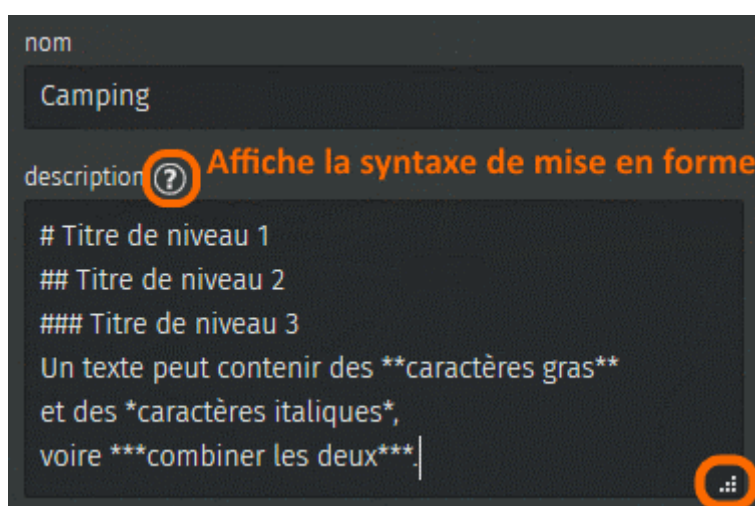 nom
Camping
description ? Affiche la syntaxe de mise en forme
# Titre de niveau 1
## Titre de niveau 2
### Titre de niveau 3
Un texte peut contenir des **caractères gras**
et des *caractères italiques*,
voire ***combiner les deux***.